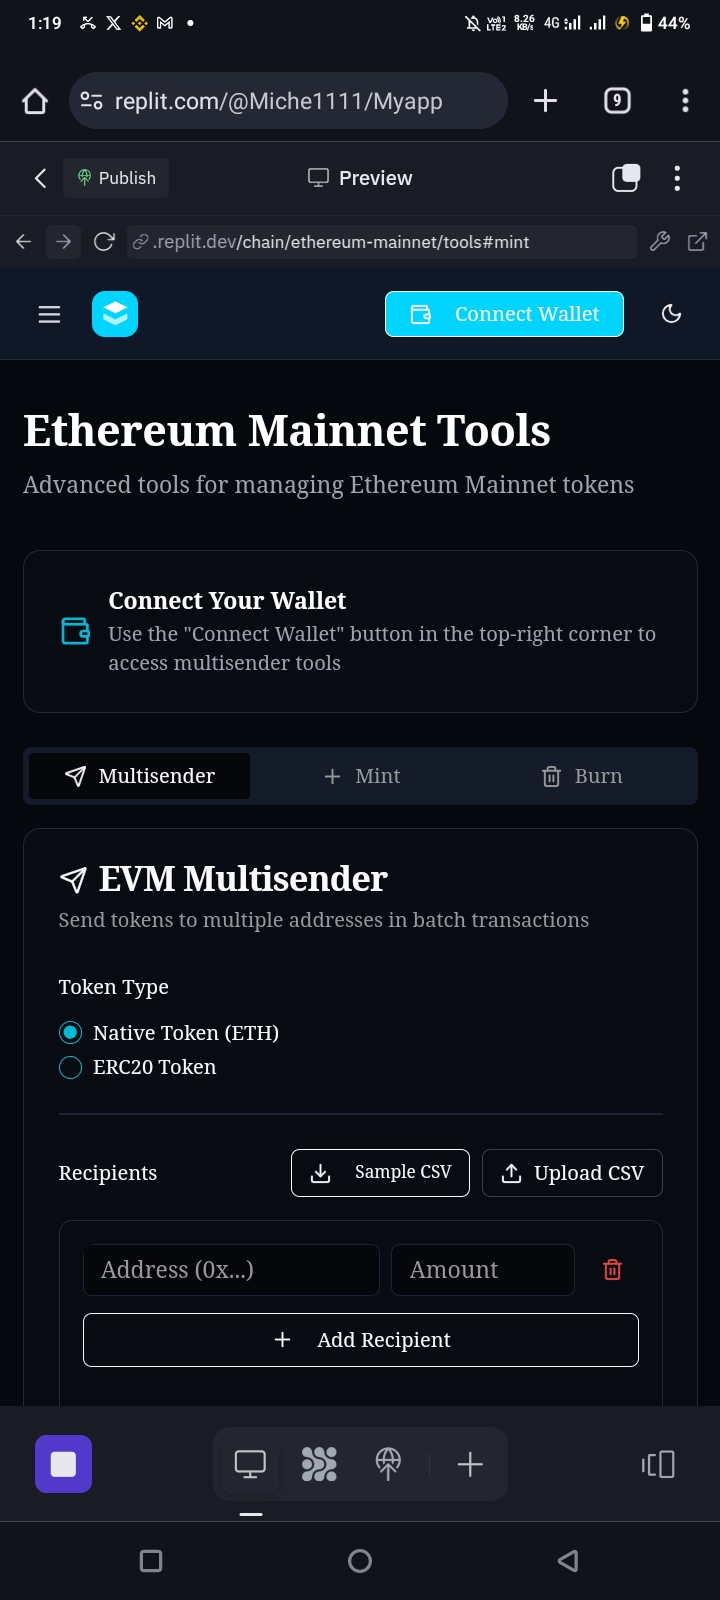 1:19
Vo) 1
LTE2
8.26
KB/s
4G
44%
replit.com/@Miche1111/Myapp
9
Publish
Preview
.replit.dev/chain/ethereum-mainnet/tools#mint
Connect Wallet
Ethereum Mainnet Tools
Advanced tools for managing Ethereum Mainnet tokens
Connect Your Wallet
Use the "Connect Wallet" button in the top-right corner to
access multisender tools
Multisender
Mint
Burn
EVM Multisender
Send tokens to multiple addresses in batch transactions
Token Type
Native Token (ETH)
ERC20 Token
Recipients
Sample CSV
Upload CSV
Address (0x...)
Amount
Add Recipient